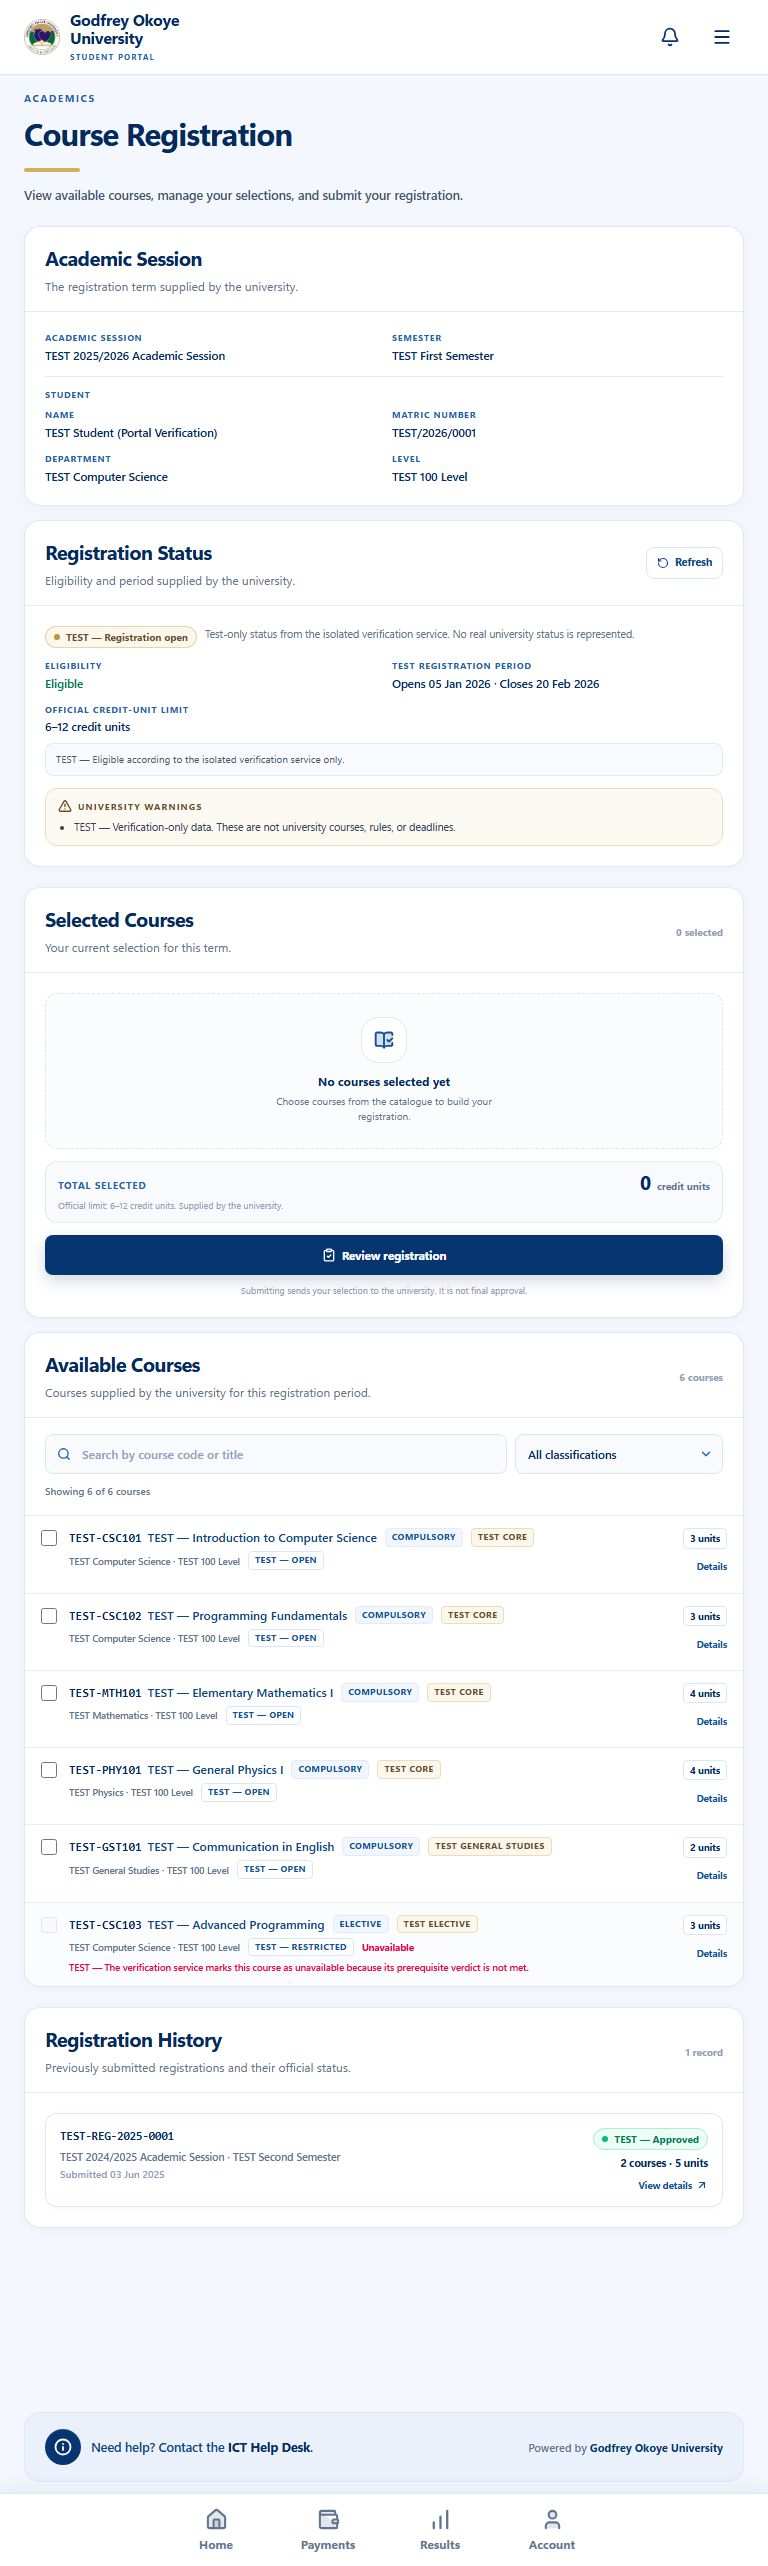 Godfrey Okoye
University
STUDENT PORTAL
ACADEMICS
Course Registration
View available courses, manage your selections, and submit your registration.
Academic Session
The registration term supplied by the university.
ACADEMIC SESSION
TEST 2025/2026 Academic Session
SEMESTER
TEST First Semester
STUDENT
NAME
TEST Student (Portal Verification)
MATRIC NUMBER
TEST/2026/0001
DEPARTMENT
TEST Computer Science
LEVEL
TEST 100 Level
Registration Status
Eligibility and period supplied by the university.
Refresh
TEST — Registration open
Test-only status from the isolated verification service. No real university status is represented.
ELIGIBILITY
Eligible
TEST REGISTRATION PERIOD
Opens 05 Jan 2026 · Closes 20 Feb 2026
OFFICIAL CREDIT-UNIT LIMIT
6–12 credit units
TEST — Eligible according to the isolated verification service only.
UNIVERSITY WARNINGS
• TEST — Verification-only data. These are not university courses, rules, or deadlines.
Selected Courses
Your current selection for this term.
0 selected
No courses selected yet
Choose courses from the catalogue to build your
registration.
TOTAL SELECTED
0 credit units
Official limit: 6–12 credit units. Supplied by the university.
Review registration
Submitting sends your selection to the university. It is not final approval.
Available Courses
Courses supplied by the university for this registration period.
6 courses
Search by course code or title
All classifications
Showing 6 of 6 courses
TEST-CSC101 TEST — Introduction to Computer Science COMPULSORY TEST CORE 3 units
TEST Computer Science · TEST 100 Level TEST — OPEN Details
TEST-CSC102 TEST — Programming Fundamentals COMPULSORY TEST CORE 3 units
TEST Computer Science · TEST 100 Level TEST — OPEN Details
TEST-MTH101 TEST — Elementary Mathematics I COMPULSORY TEST CORE 4 units
TEST Mathematics · TEST 100 Level TEST — OPEN Details
TEST-PHY101 TEST — General Physics I COMPULSORY TEST CORE 4 units
TEST Physics · TEST 100 Level TEST — OPEN Details
TEST-GST101 TEST — Communication in English COMPULSORY TEST GENERAL STUDIES 2 units
TEST General Studies · TEST 100 Level TEST — OPEN Details
TEST-CSC103 TEST — Advanced Programming ELECTIVE TEST ELECTIVE 3 units
TEST Computer Science · TEST 100 Level TEST — RESTRICTED Unavailable Details
TEST — The verification service marks this course as unavailable because its prerequisite verdict is not met.
Registration History
Previously submitted registrations and their official status.
1 record
TEST-REG-2025-0001
TEST 2024/2025 Academic Session · TEST Second Semester
Submitted 03 Jun 2025
TEST — Approved
2 courses · 5 units
View details
Need help? Contact the ICT Help Desk.
Powered by Godfrey Okoye University
Home
Payments
Results
Account